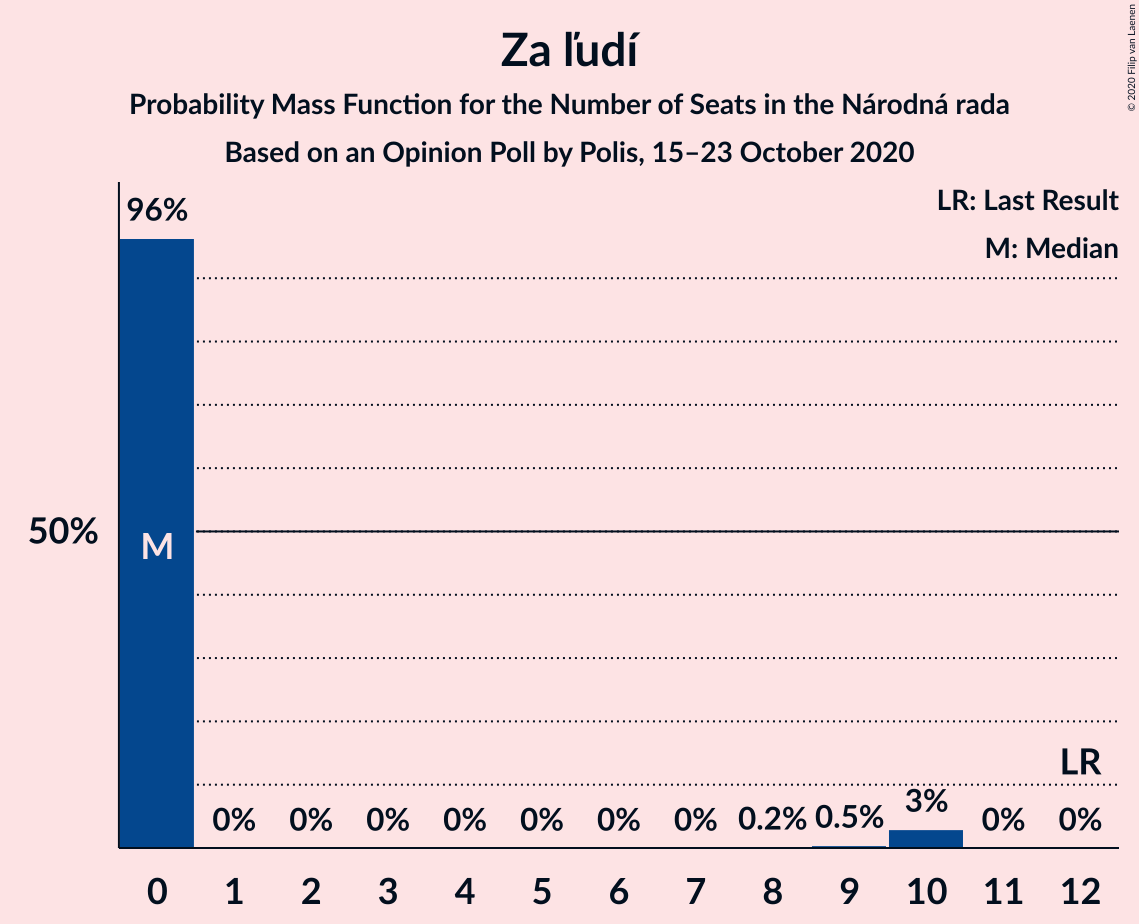 Za ľudí
Probability Mass Function for the Number of Seats in the Národná rada
Based on an Opinion Poll by Polis, 15–23 October 2020
© 2020 Filip van Laenen
LR: Last Result
M: Median
96%
50%
M
LR
0% 0% 0% 0% 0% 0% 0% 0.2% 0.5% 3% 0% 0%
0 1 2 3 4 5 6 7 8 9 10 11 12